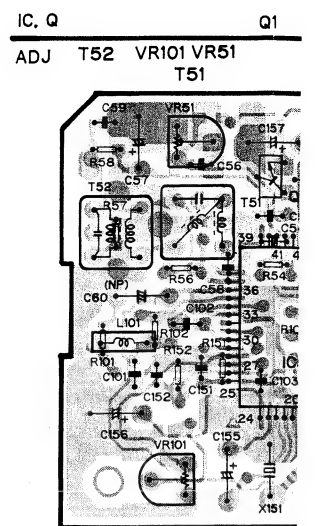 IC. Q Q1
ADJ T52 VR101 VR51
T51
C59
VR51
C157
R58
C57
C56
T52
T51
R57
39
41
R56
C58
R54
(NP)
C60
36
C102
33
L101
R102
R151
30
R101
R152
27
C101
C152
C151
25
C103
24
C156
VR101
C155
X151